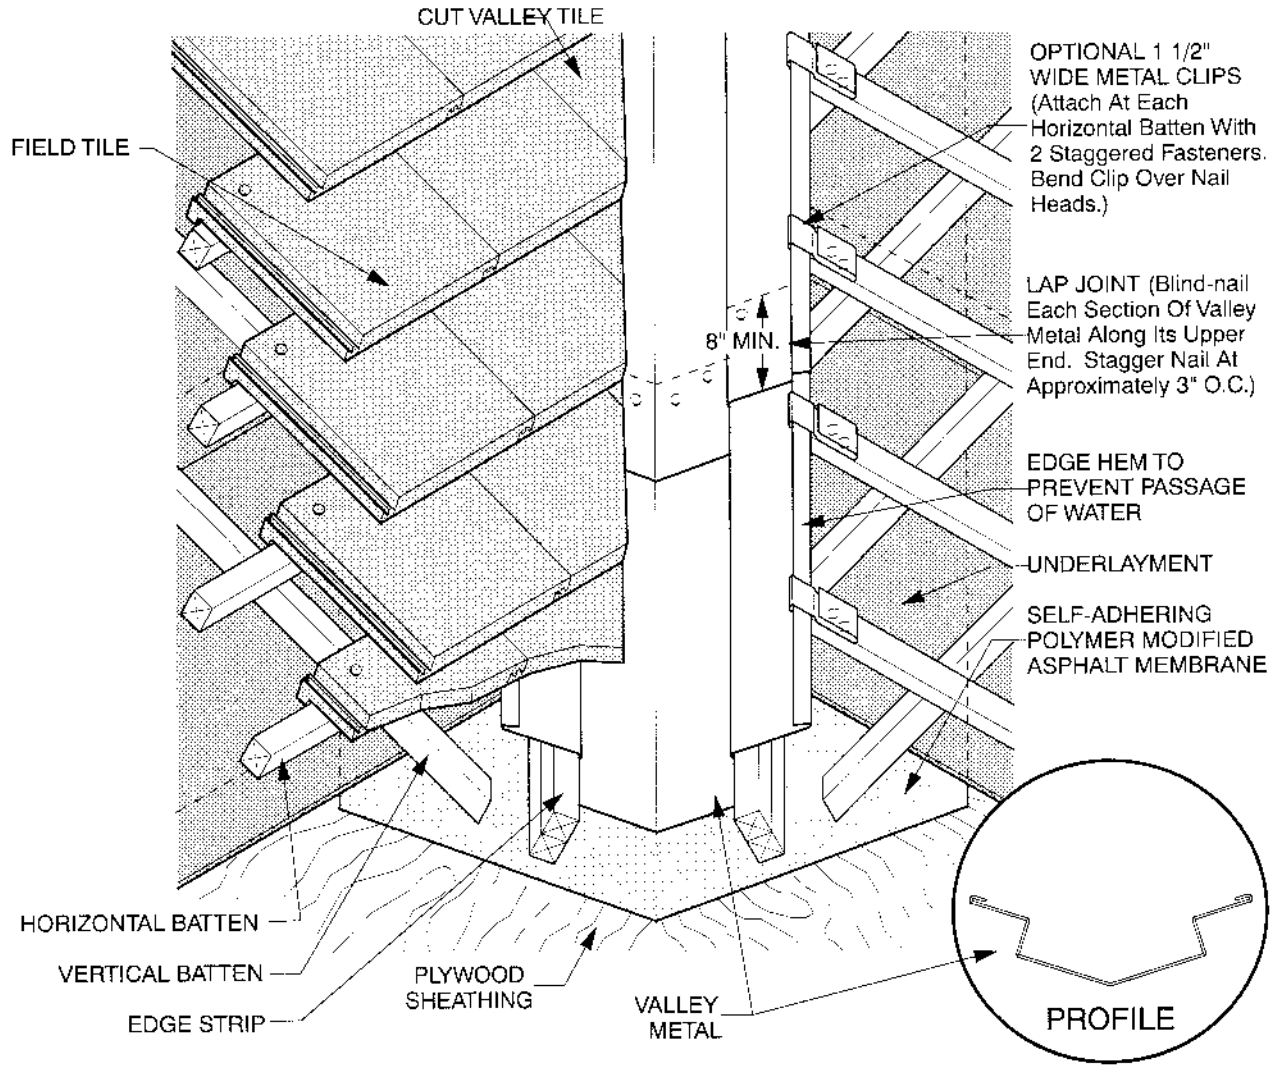 CUT VALLEY TILE
FIELD TILE
OPTIONAL 1 1/2"
WIDE METAL CLIPS
(Attach At Each
Horizontal Batten With
2 Staggered Fasteners.
Bend Clip Over Nail
Heads.)
LAP JOINT (Blind-nail
Each Section Of Valley
Metal Along Its Upper
End. Stagger Nail At
Approximately 3" O.C.)
8" MIN.
EDGE HEM TO
PREVENT PASSAGE
OF WATER
UNDERLAYMENT
SELF-ADHERING
POLYMER MODIFIED
ASPHALT MEMBRANE
HORIZONTAL BATTEN
VERTICAL BATTEN
EDGE STRIP
PLYWOOD
SHEATHING
VALLEY
METAL
PROFILE